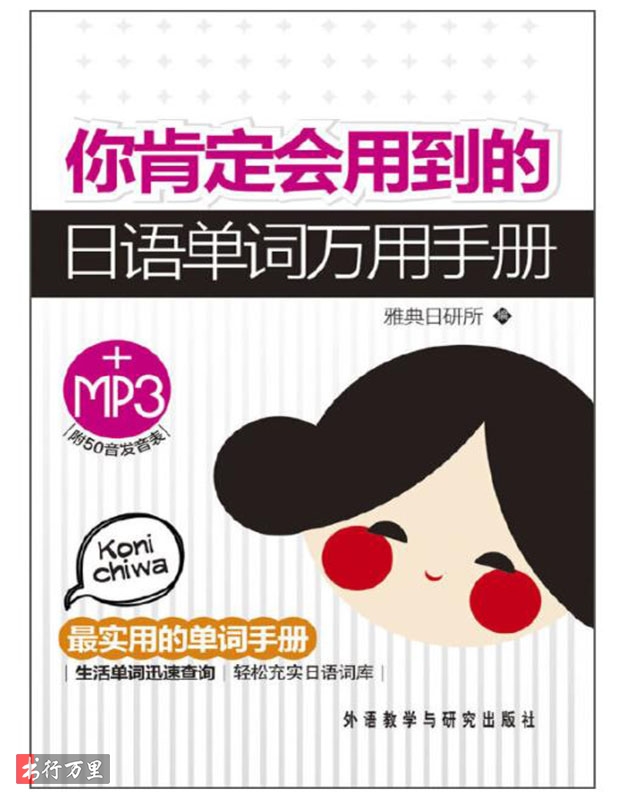 你肯定会用到的
日语单词万用手册
雅典日研所 编
+
MP3
附50音发音表
Koni
chiwa
最实用的单词手册
生活单词迅速查询 | 轻松充实日语词库
外语教学与研究出版社
书行万里